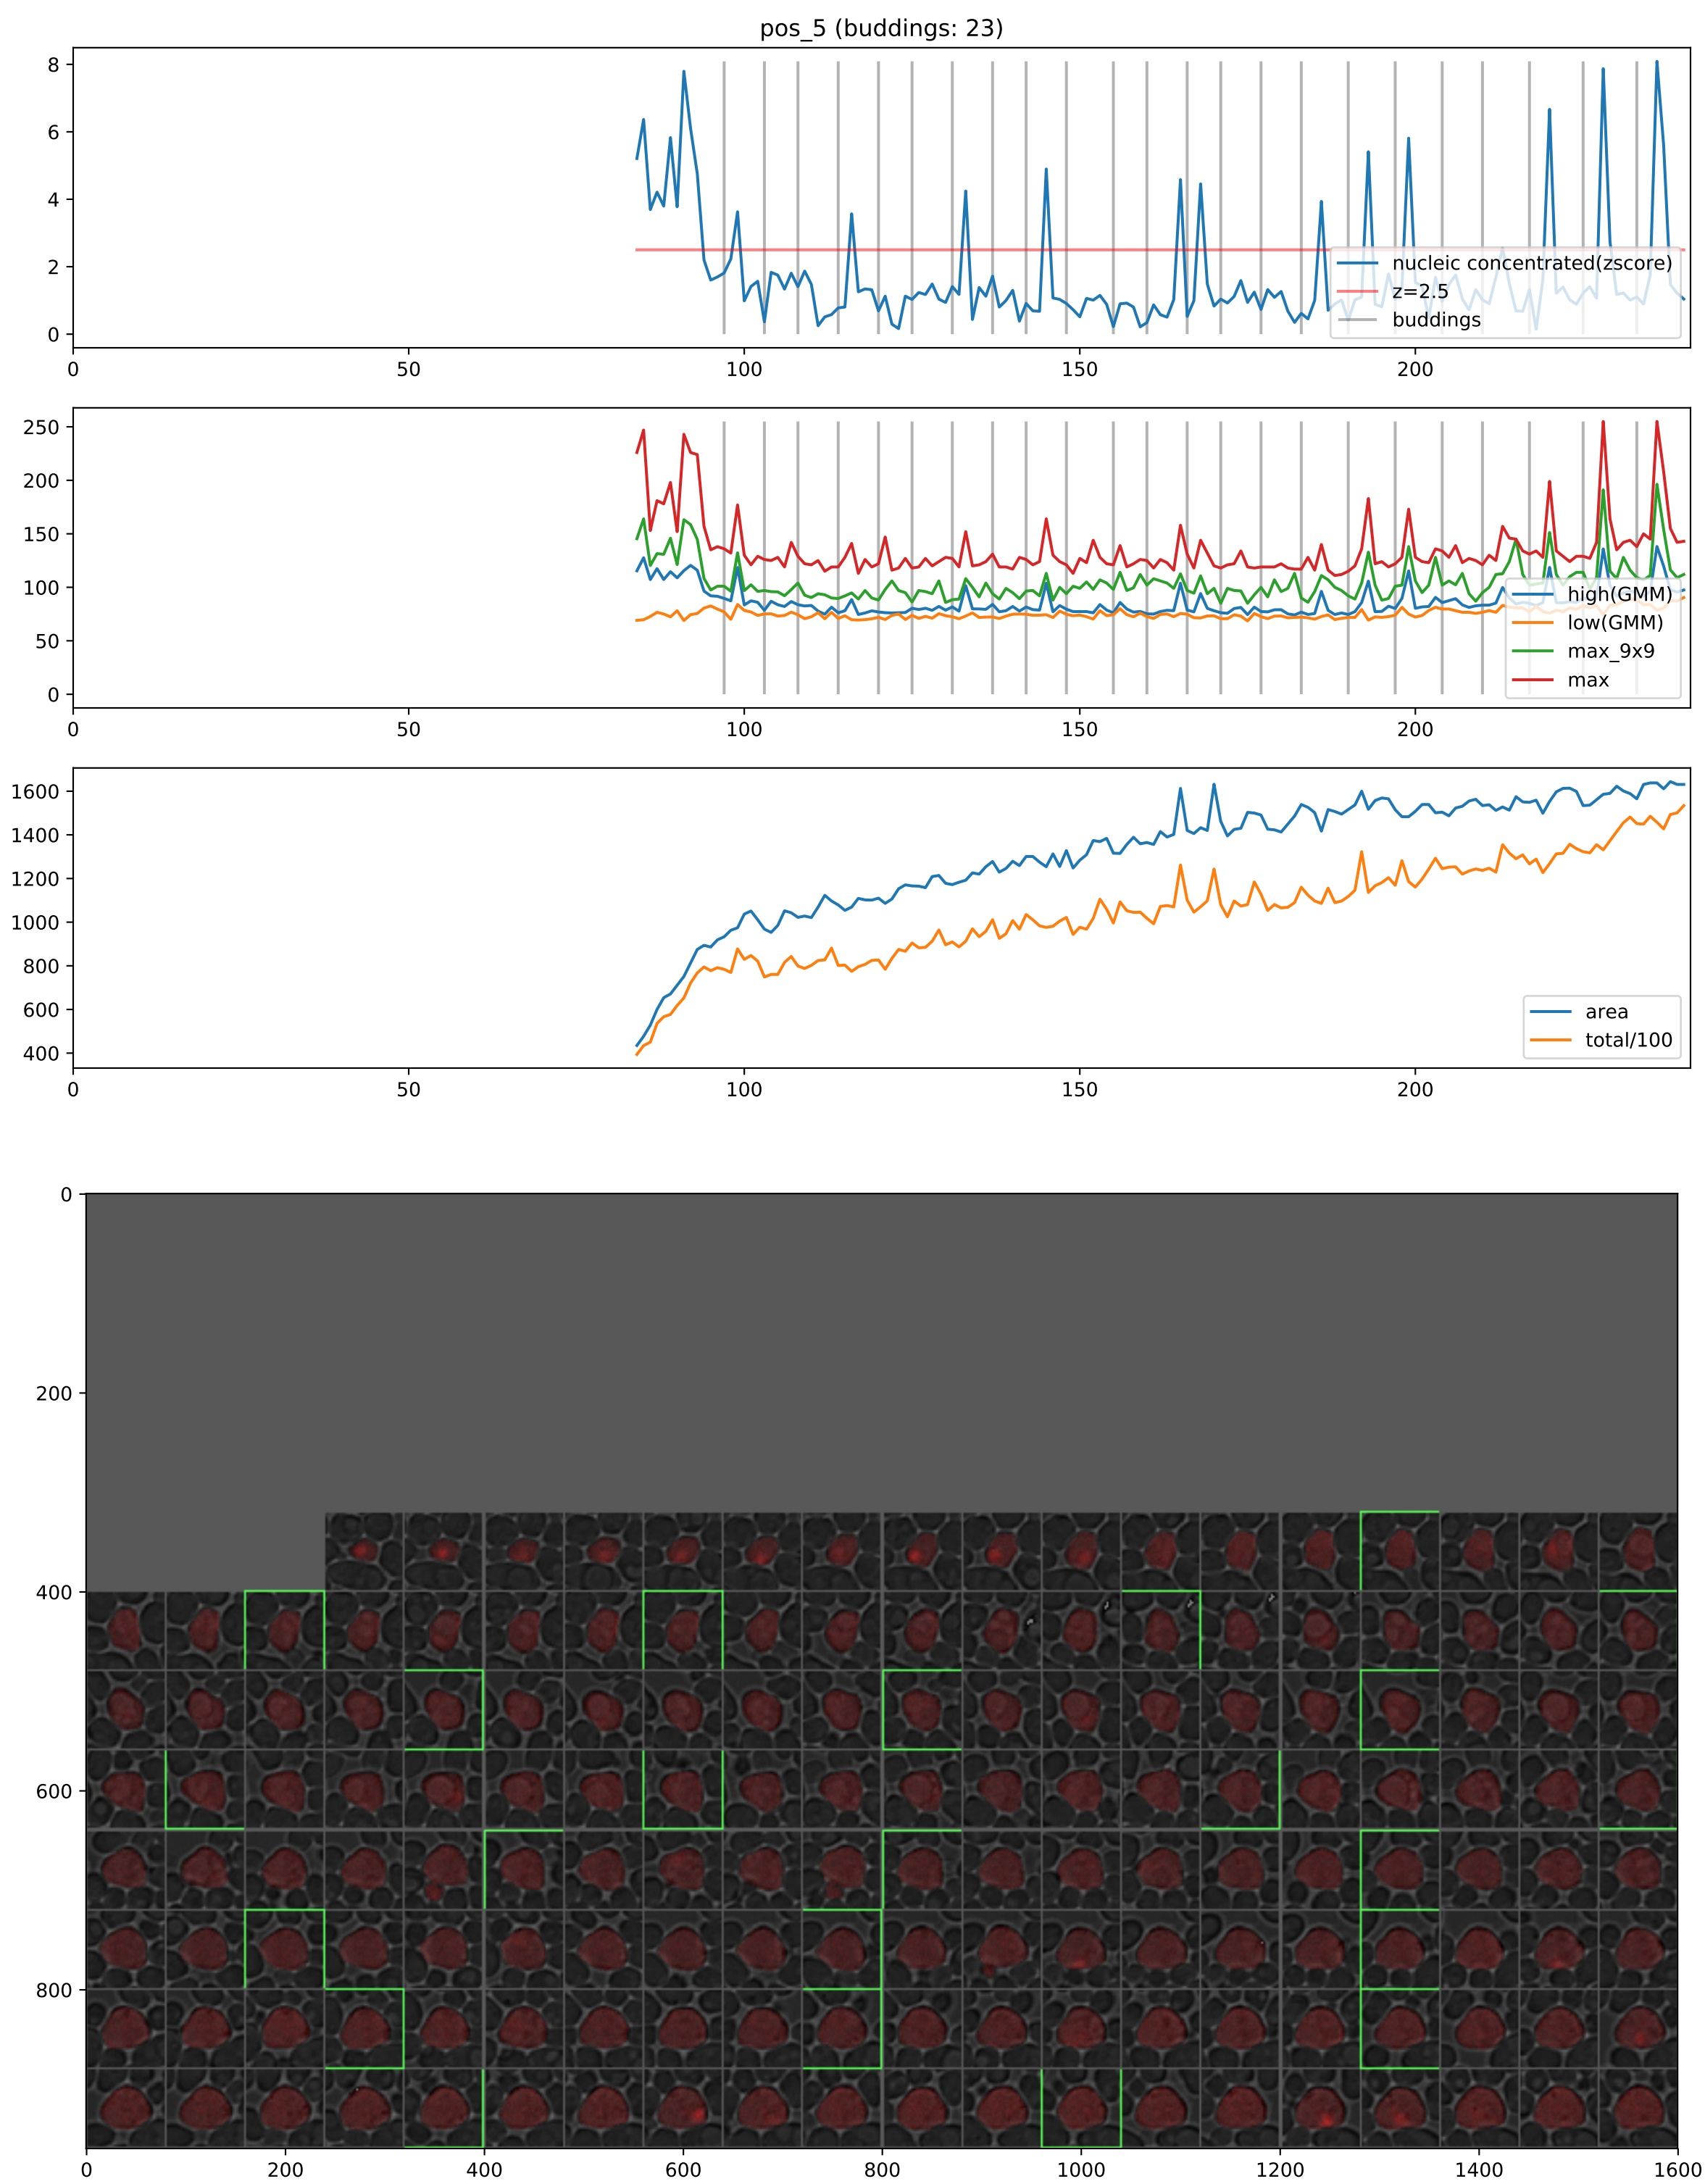 pos_5 (buddings: 23)
8
6
4
2
0
nucleic concentrated(zscore)
z=2.5
buddings
0 50 100 150 200
250
200
150
100
50
0
high(GMM)
low(GMM)
max_9x9
max
0 50 100 150 200
1600
1400
1200
1000
800
600
400
area
total/100
0 50 100 150 200
0
200
400
600
800
0 200 400 600 800 1000 1200 1400 1600